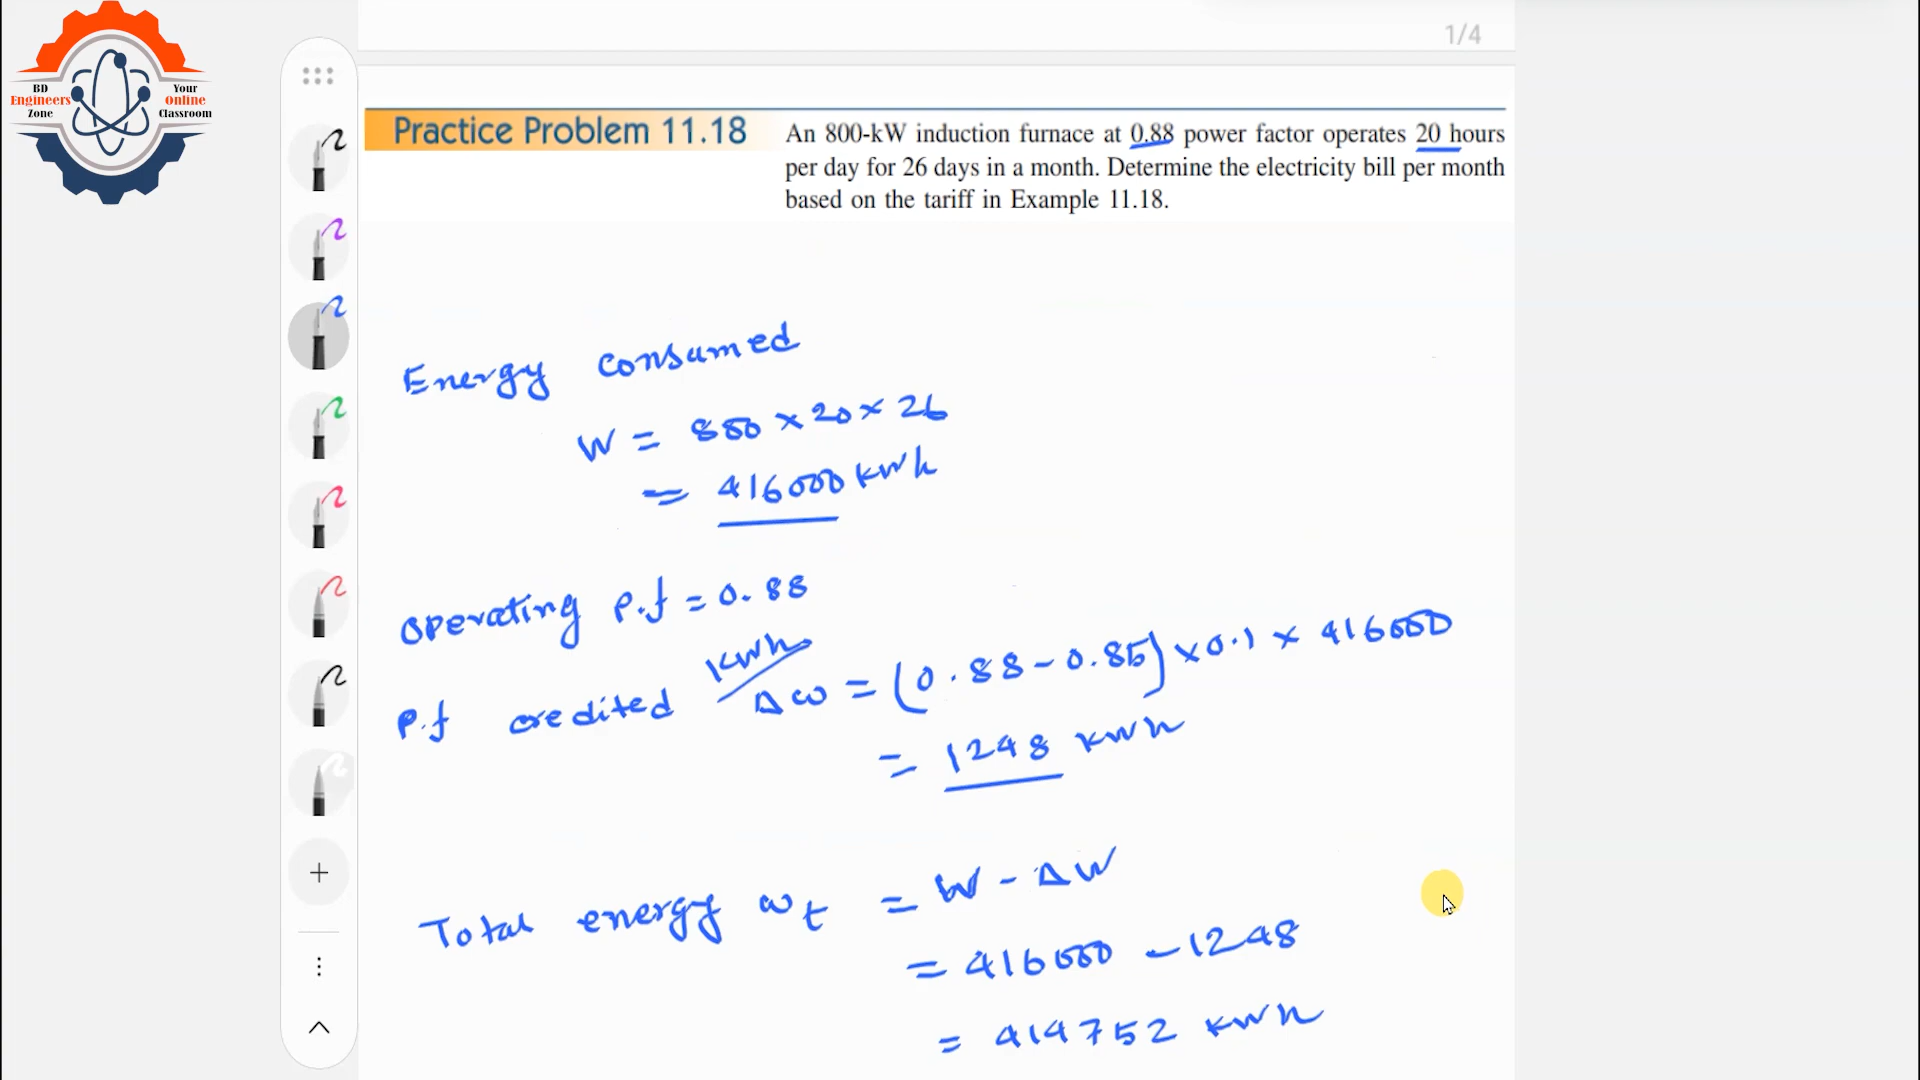 1/4
BD
Engineers
Zone
Your
Online
Classroom
Practice Problem 11.18
An 800-kW induction furnace at 0.88 power factor operates 20 hours
per day for 26 days in a month. Determine the electricity bill per month
based on the tariff in Example 11.18.
Energy consumed
W = 800 × 20 × 26
= 416000 kWh
Operating P.f = 0.88
P.f credited kWh Δω = (0.88 - 0.85) × 0.1 × 416000
= 1248 kWh
Total energy ωt = W - ΔW
= 416000 - 1248
= 414752 kWh